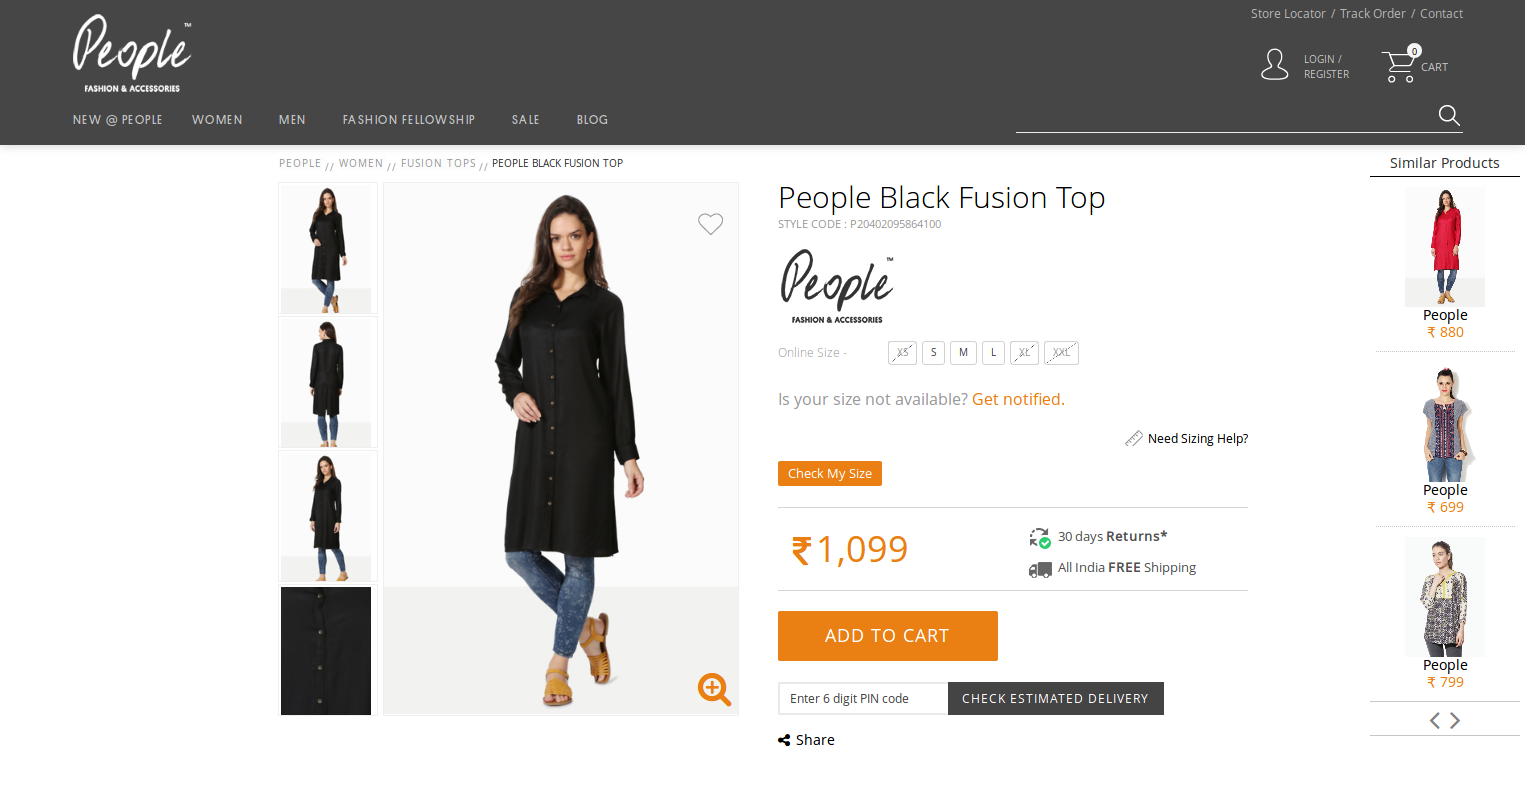 People™
FASHION & ACCESSORIES
Store Locator / Track Order / Contact
LOGIN /
REGISTER
0
CART
NEW @ PEOPLE WOMEN MEN FASHION FELLOWSHIP SALE BLOG
PEOPLE // WOMEN // FUSION TOPS // PEOPLE BLACK FUSION TOP
People Black Fusion Top
STYLE CODE : P20402095864100
People™
FASHION & ACCESSORIES
Online Size - XS S M L XL XXL
Is your size not available? Get notified.
Need Sizing Help?
Check My Size
₹1,099
30 days Returns*
All India FREE Shipping
ADD TO CART
Enter 6 digit PIN code CHECK ESTIMATED DELIVERY
Share
Similar Products
People
₹ 880
People
₹ 699
People
₹ 799